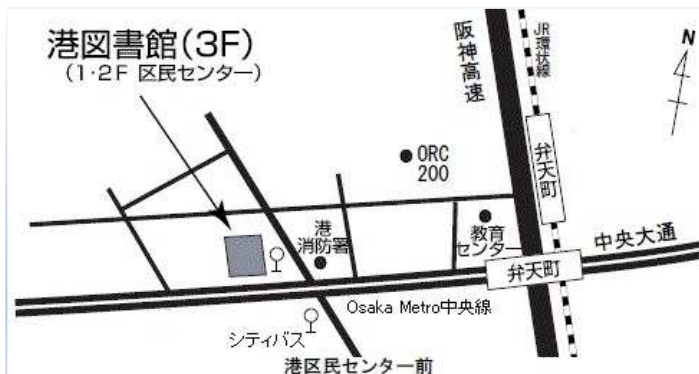 港図書館(3F)
(1・2F 区民センター)
阪神高速
JR環状線
N
ORC
200
弁天町
港
消防署
教育
センター
中央大通
弁天町
Osaka Metro中央線
シティバス
港区民センター前